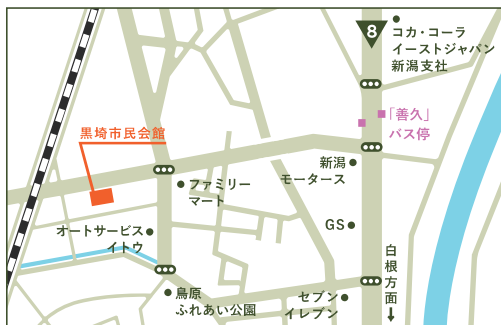 8
コカ・コーラ
イーストジャパン
新潟支社
「善久」
バス停
黒埼市民会館
新潟
モータース
ファミリー
マート
GS
オートサービス
イトウ
白根方面
鳥原
ふれあい公園
セブン
イレブン